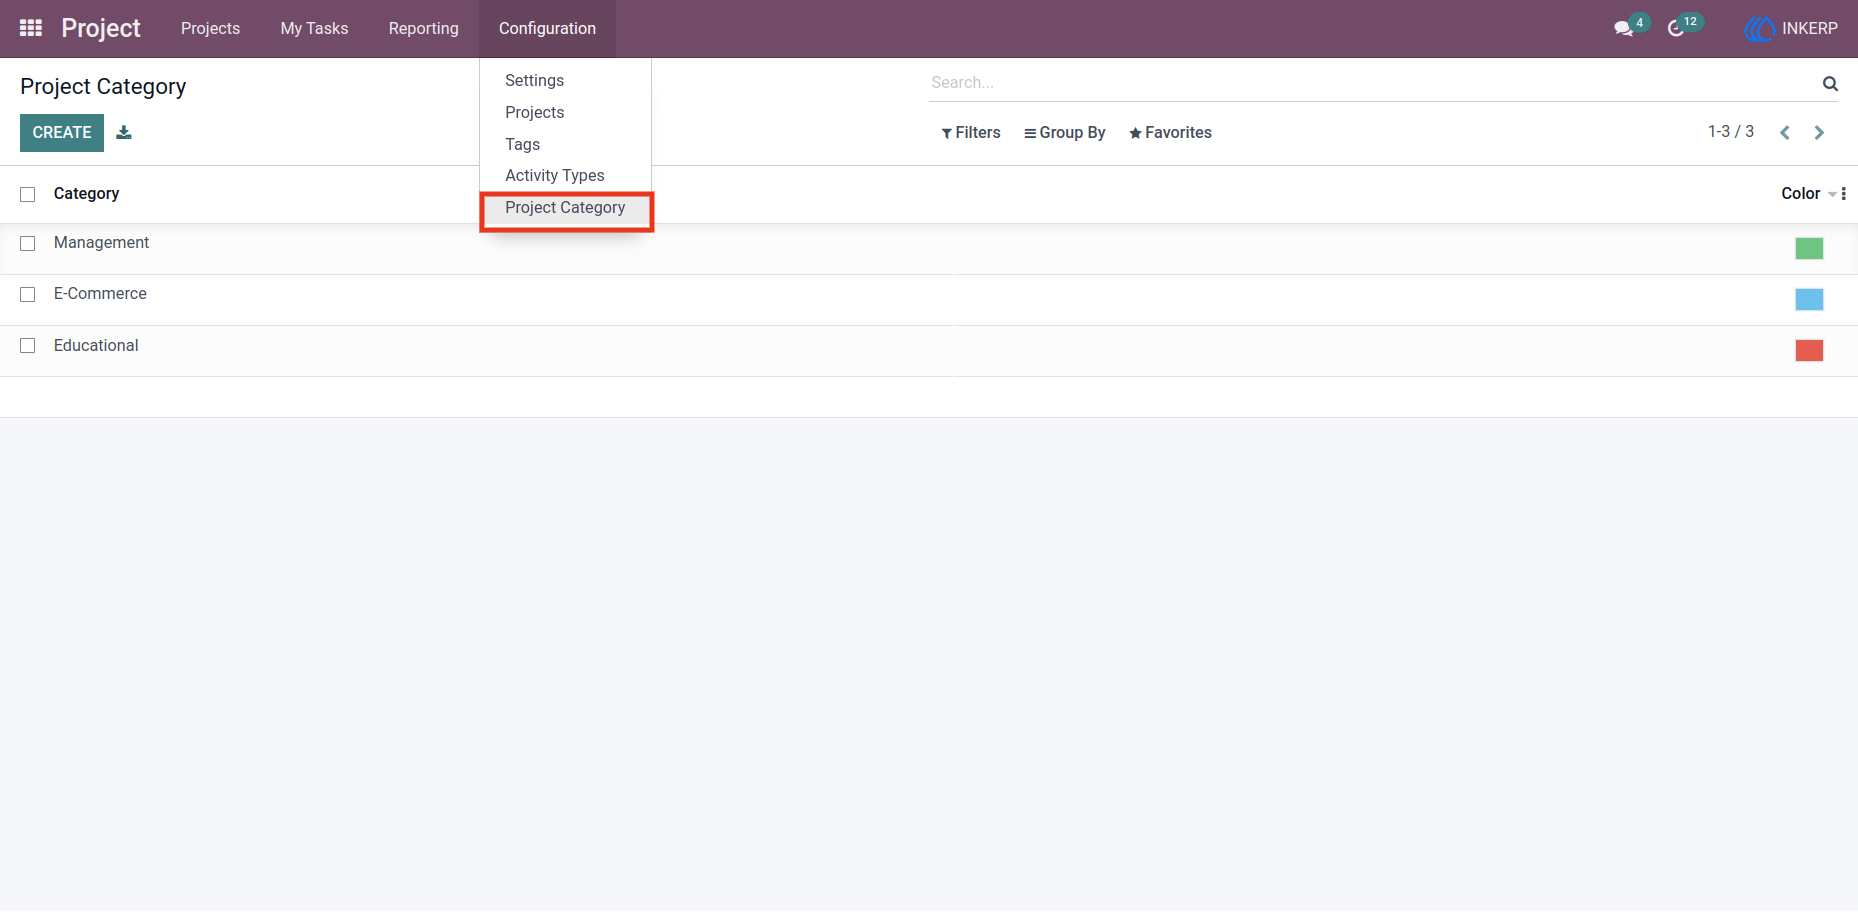 Project Projects My Tasks Reporting Configuration 4 12 INKERP
Project Category
Search...
CREATE
Filters Group By Favorites 1-3 / 3
Settings
Projects
Tags
Activity Types
Project Category
Category Color
Management
E-Commerce
Educational